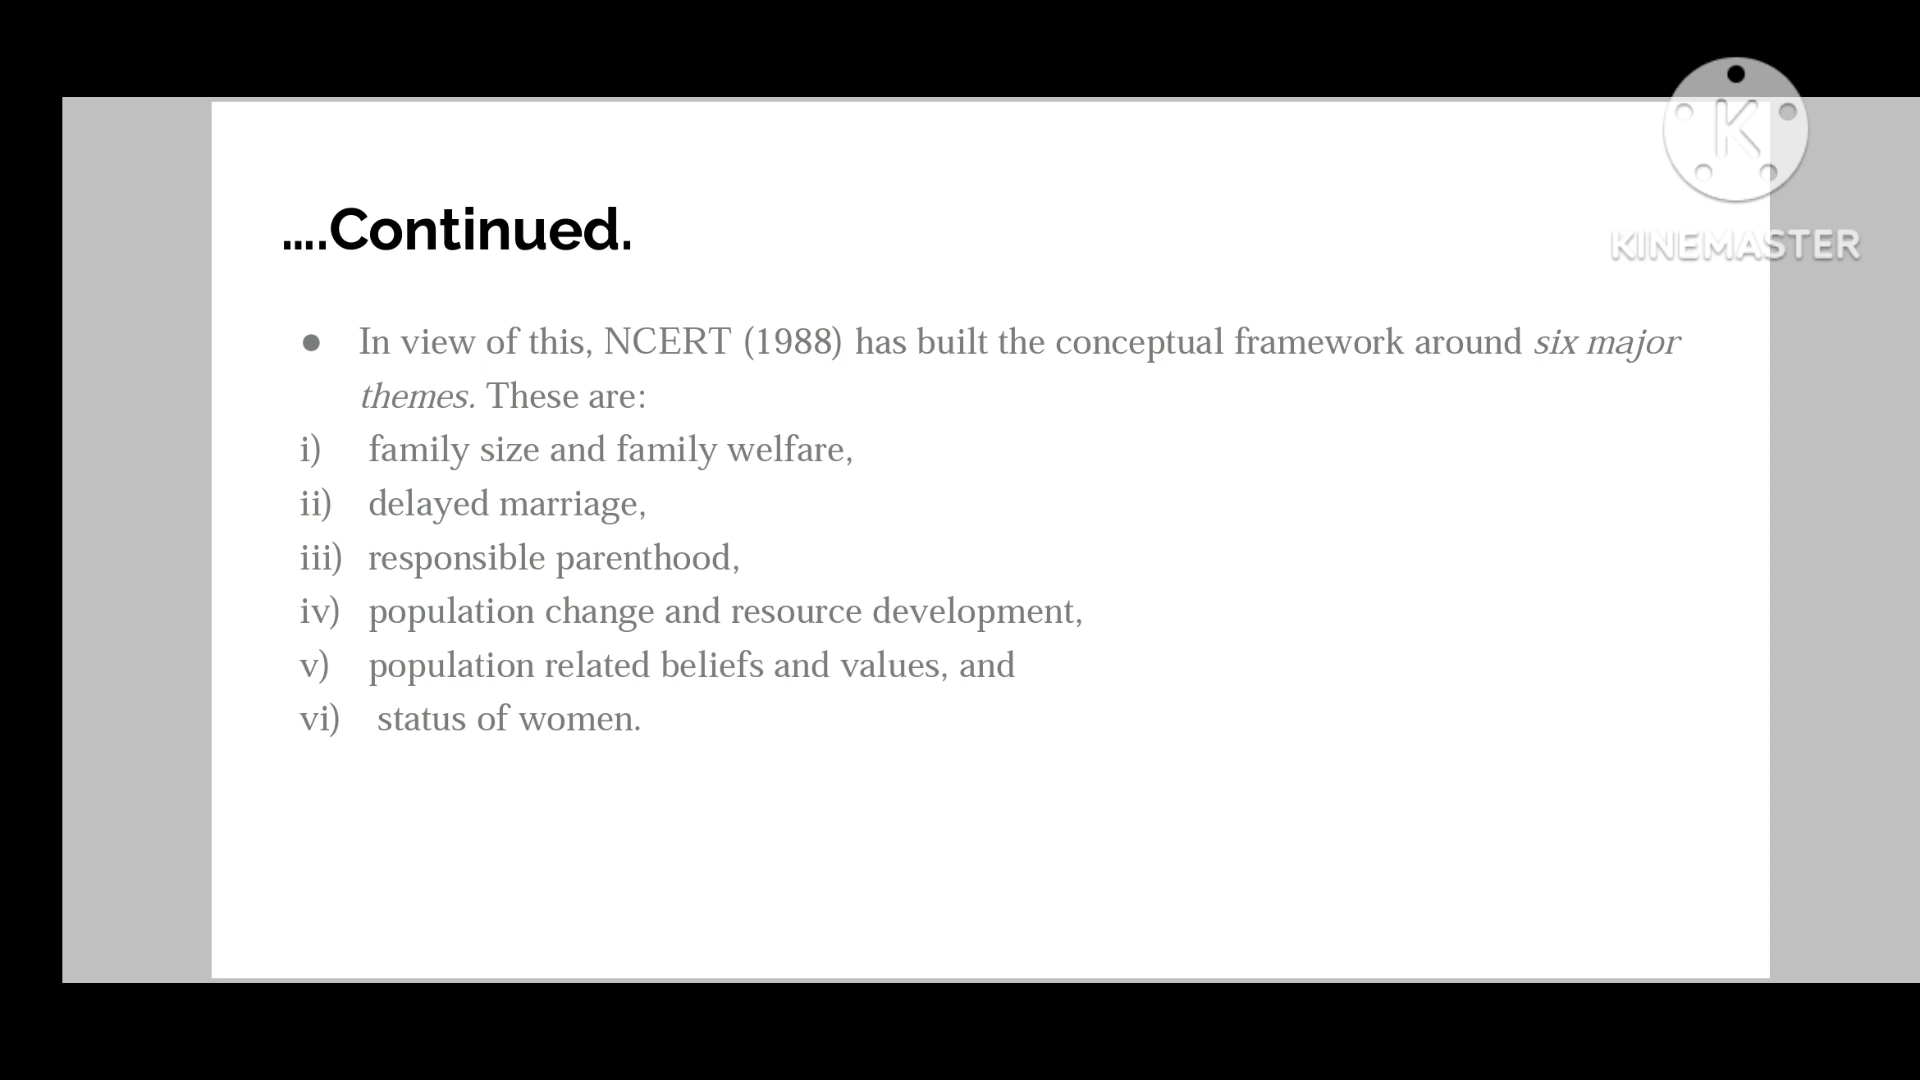 K
KINEMASTER
....Continued.
● In view of this, NCERT (1988) has built the conceptual framework around six major
themes. These are:
i) family size and family welfare,
ii) delayed marriage,
iii) responsible parenthood,
iv) population change and resource development,
v) population related beliefs and values, and
vi) status of women.